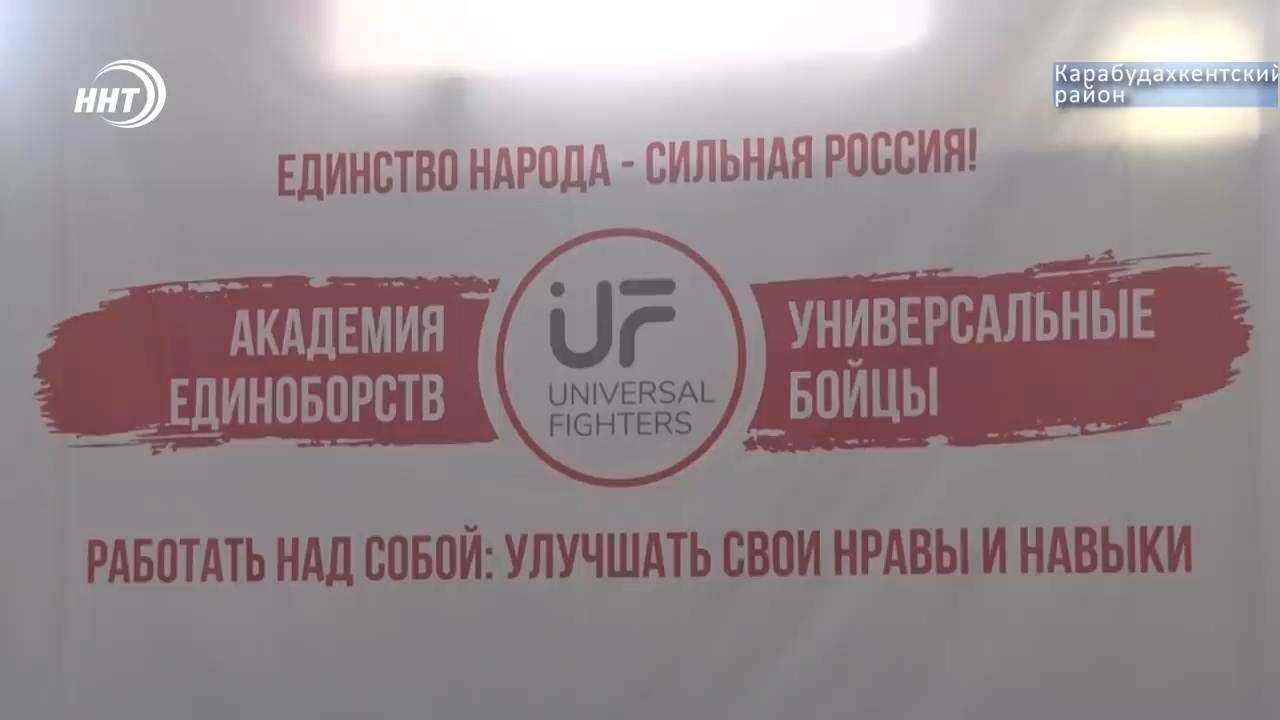 ННТ
Карабудахкентский
район
ЕДИНСТВО НАРОДА - СИЛЬНАЯ РОССИЯ!
АКАДЕМИЯ
ЕДИНОБОРСТВ
UF
UNIVERSAL
FIGHTERS
УНИВЕРСАЛЬНЫЕ
БОЙЦЫ
РАБОТАТЬ НАД СОБОЙ: УЛУЧШАТЬ СВОИ НРАВЫ И НАВЫКИ